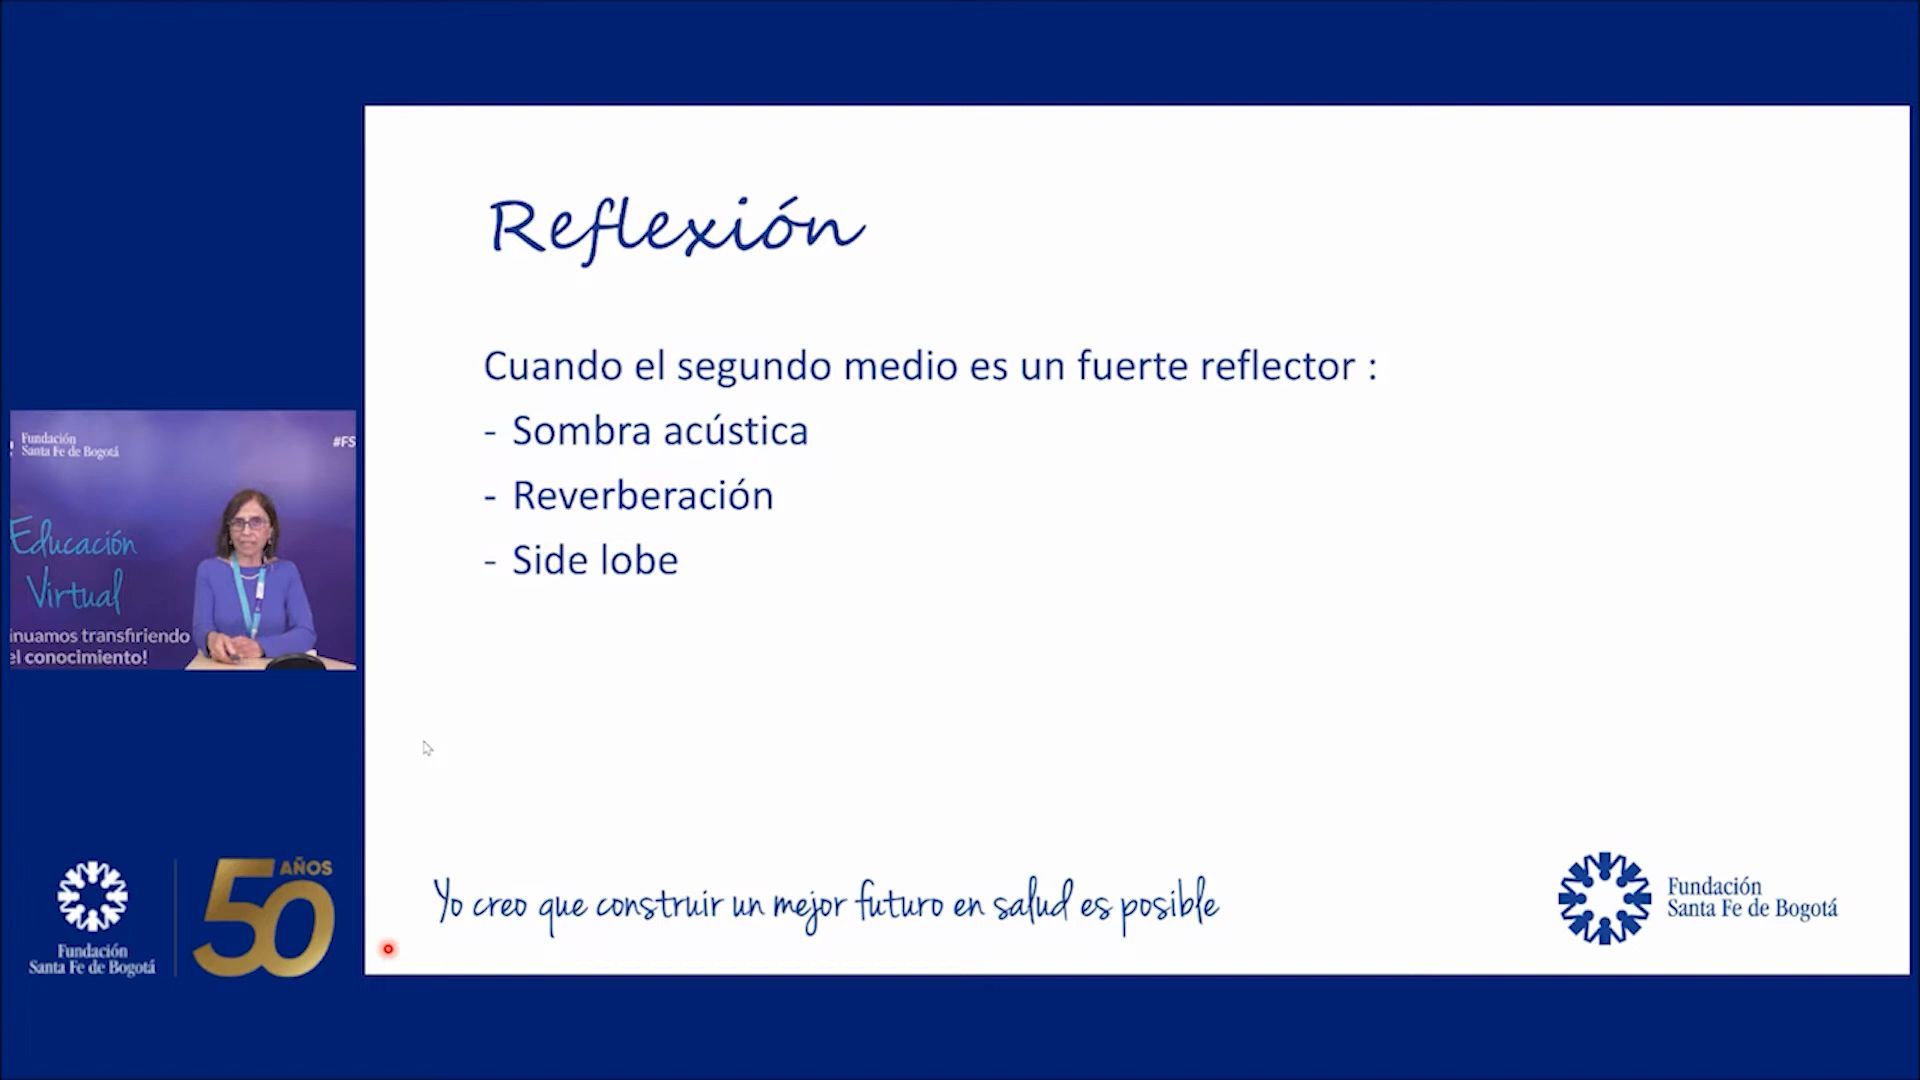 Reflexión
Cuando el segundo medio es un fuerte reflector :
- Sombra acústica
- Reverberación
- Side lobe
Yo creo que construir un mejor futuro en salud es posible
Fundación
Santa Fe de Bogotá
Fundación
Santa Fe de Bogotá
#FS
Educación
Virtual
inuamos transfiriendo
el conocimiento!
Fundación
Santa Fe de Bogotá
50 AÑOS